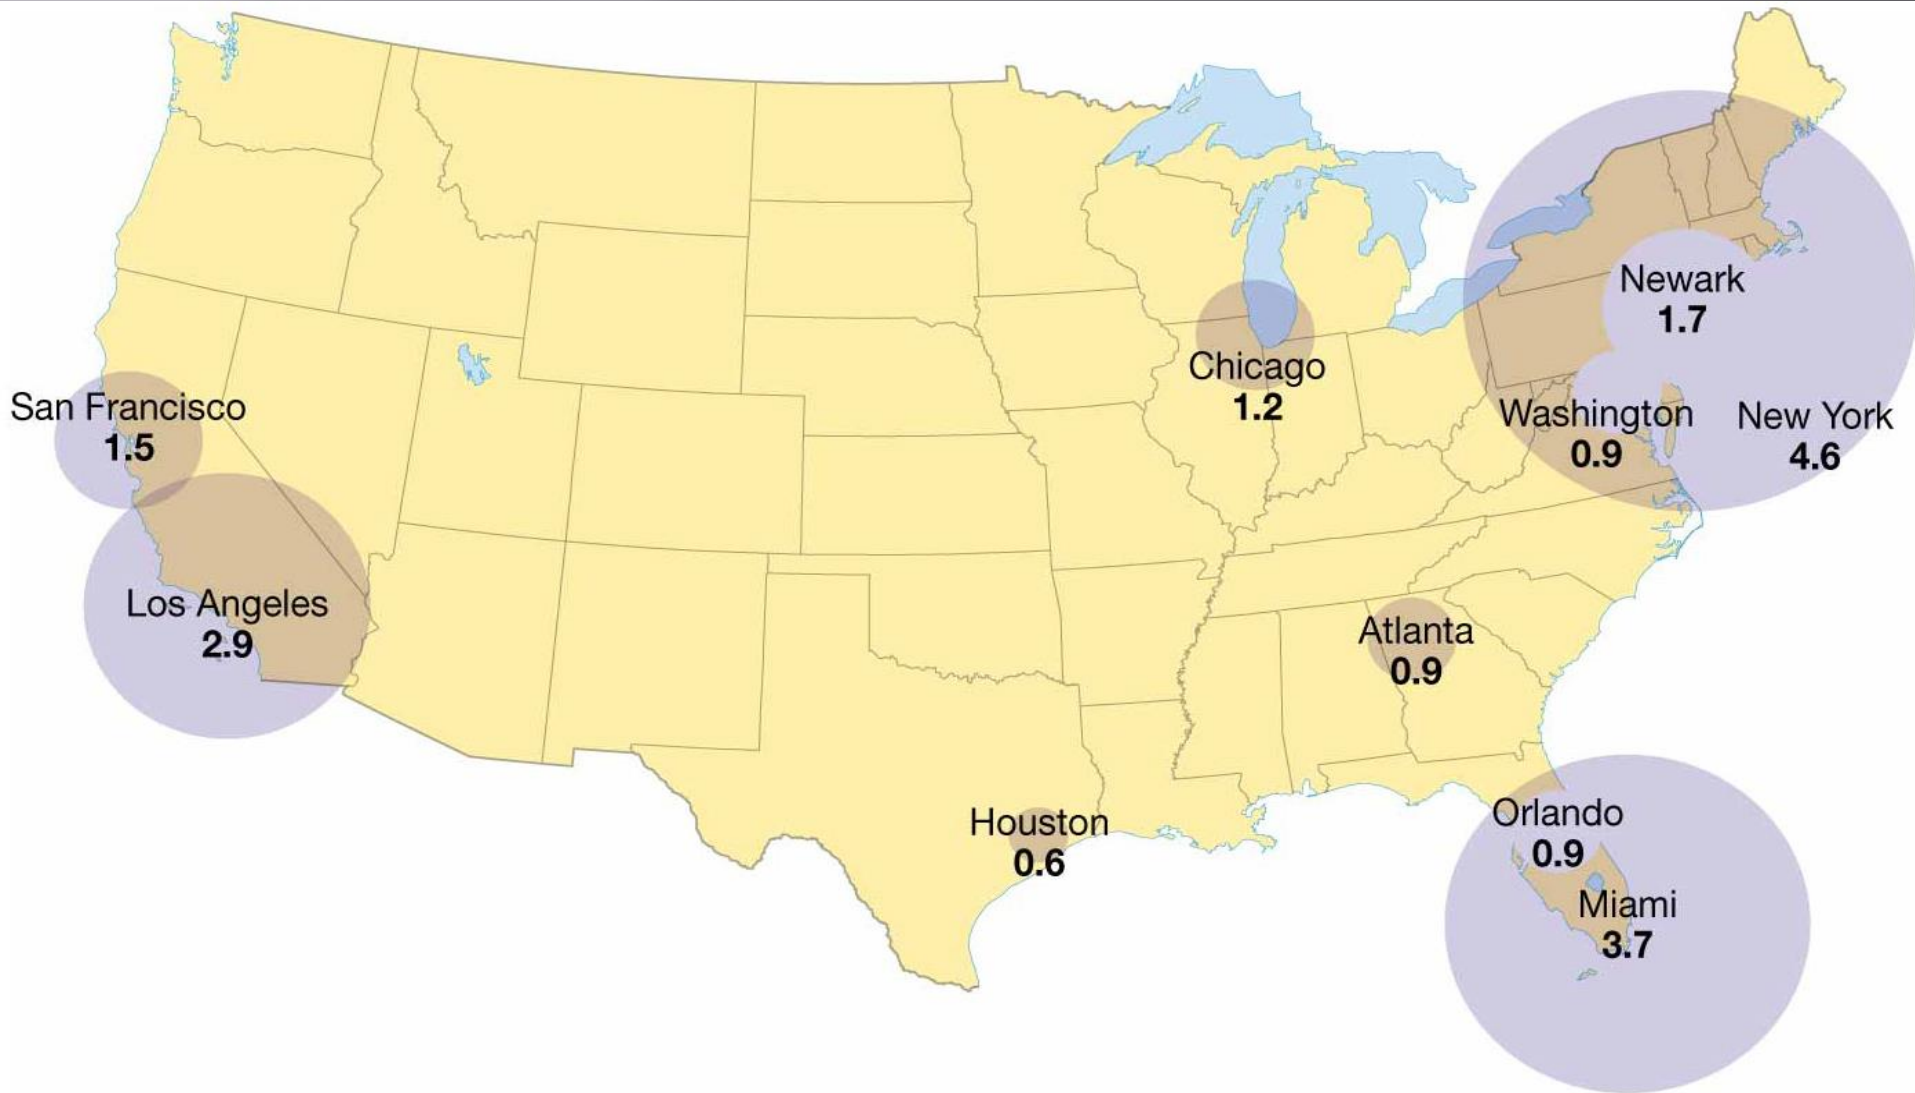 Newark
1.7
Chicago
1.2
San Francisco
1.5
Washington
0.9
New York
4.6
Los Angeles
2.9
Atlanta
0.9
Houston
0.6
Orlando
0.9
Miami
3.7